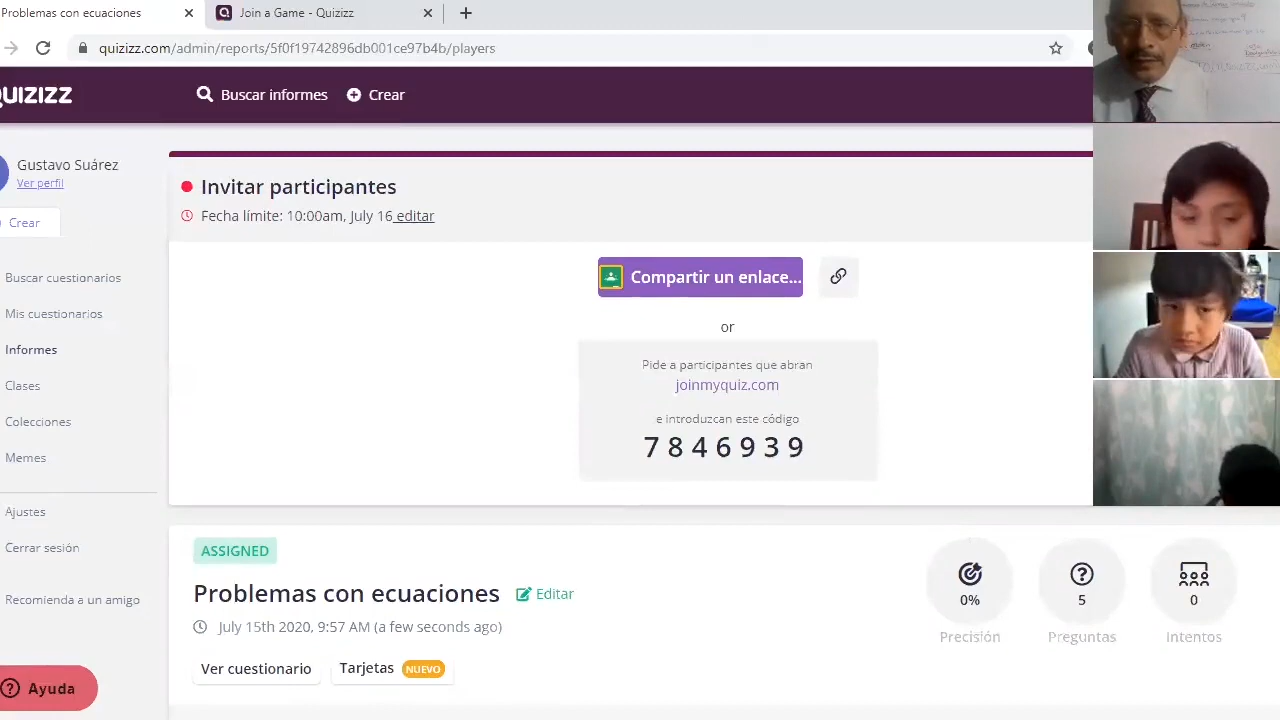 Problemas con ecuaciones
Join a Game - Quizizz
quizizz.com/admin/reports/5f0f19742896db001ce97b4b/players
QUIZIZZ
Buscar informes
Crear
Gustavo Suárez
Ver perfil
Crear
Buscar cuestionarios
Mis cuestionarios
Informes
Clases
Colecciones
Memes
Ajustes
Cerrar sesión
Recomienda a un amigo
Ayuda
Invitar participantes
Fecha límite: 10:00am, July 16 editar
Compartir un enlace...
or
Pide a participantes que abran
joinmyquiz.com
e introduzcan este código
7846939
ASSIGNED
Problemas con ecuaciones Editar
July 15th 2020, 9:57 AM (a few seconds ago)
Ver cuestionario
Tarjetas NUEVO
0%
Precisión
5
Preguntas
0
Intentos